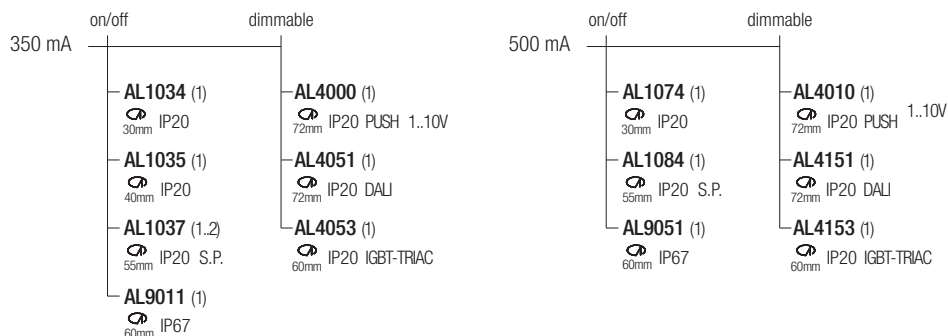 on/off
dimmable
350 mA
AL1034 (1)
30mm IP20
AL1035 (1)
40mm IP20
AL1037 (1..2)
55mm IP20 S.P.
AL9011 (1)
60mm IP67
AL4000 (1)
72mm IP20 PUSH 1..10V
AL4051 (1)
72mm IP20 DALI
AL4053 (1)
60mm IP20 IGBT-TRIAC
on/off
dimmable
500 mA
AL1074 (1)
30mm IP20
AL1084 (1)
55mm IP20 S.P.
AL9051 (1)
60mm IP67
AL4010 (1)
72mm IP20 PUSH 1..10V
AL4151 (1)
72mm IP20 DALI
AL4153 (1)
60mm IP20 IGBT-TRIAC